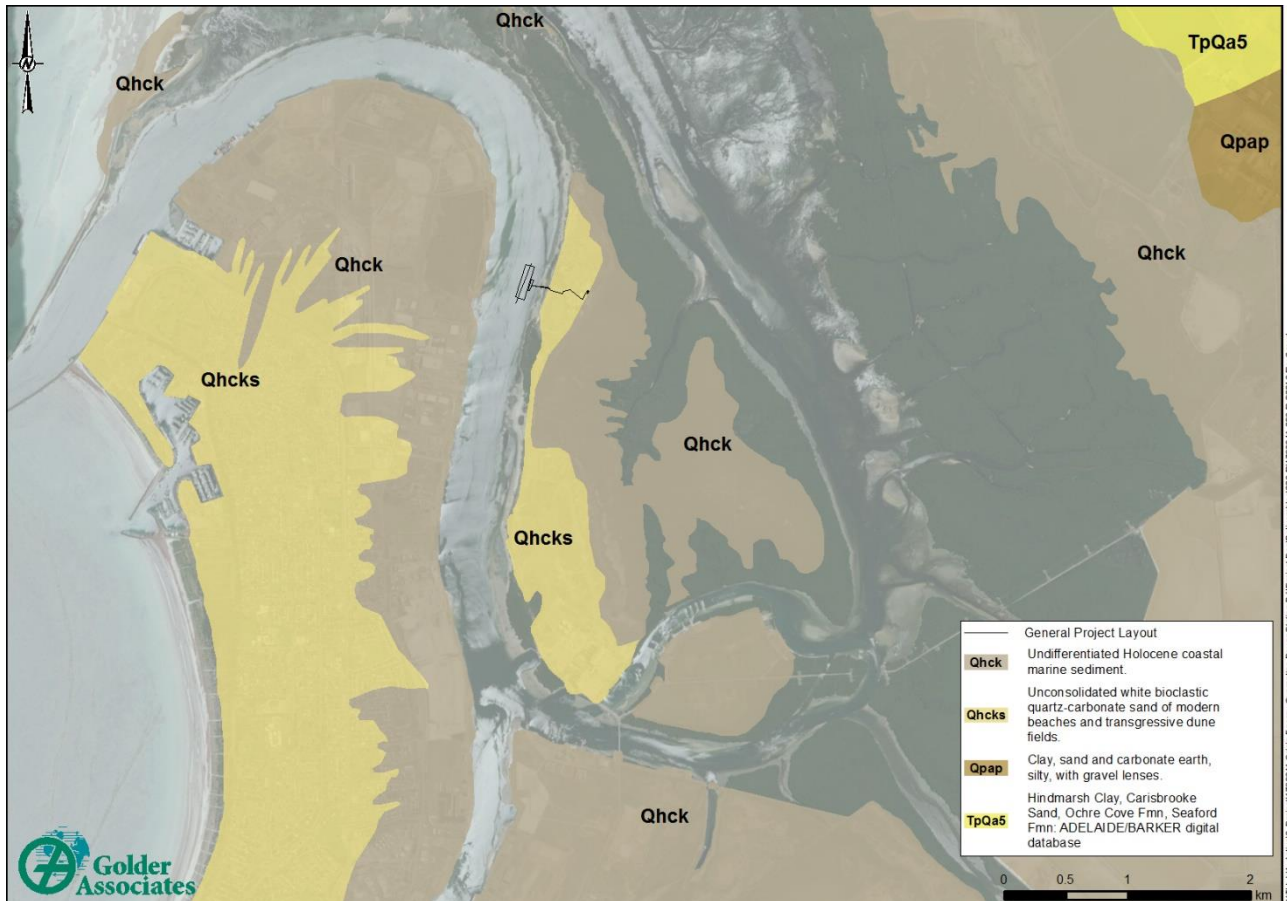 Qhck
TpQa5
N
Qhck
Qpap
Qhck
Qhck
Qhcks
Qhck
Qhcks
Qhck
General Project Layout
Qhck
Undifferentiated Holocene coastal
marine sediment.
Qhcks
Unconsolidated white bioclastic
quartz-carbonate sand of modern
beaches and transgressive dune
fields.
Qpap
Clay, sand and carbonate earth,
silty, with gravel lenses.
TpQa5
Hindmarsh Clay, Carisbrooke
Sand, Ochre Cove Fmn, Seaford
Fmn: ADELAIDE/BARKER digital
database
GA
Golder
Associates
0 0.5 1 2
km